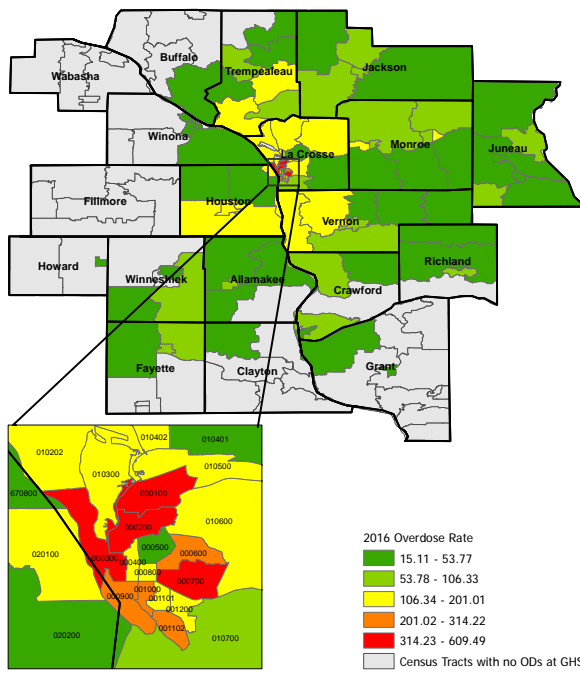 Buffalo
Wabasha
Trempealeau
Jackson
Winona
La Crosse
Monroe
Juneau
Fillmore
Houston
Vernon
Howard
Winneshiek
Allamakee
Richland
Crawford
Fayette
Clayton
Grant
010402
010401
010202
010300
010500
670800
000100
000200
010600
020100
000300
000400
000500
000600
000800
000700
000900
001000
001101
001200
001102
020200
010700
2016 Overdose Rate
15.11 - 53.77
53.78 - 106.33
106.34 - 201.01
201.02 - 314.22
314.23 - 609.49
Census Tracts with no ODs at GHS